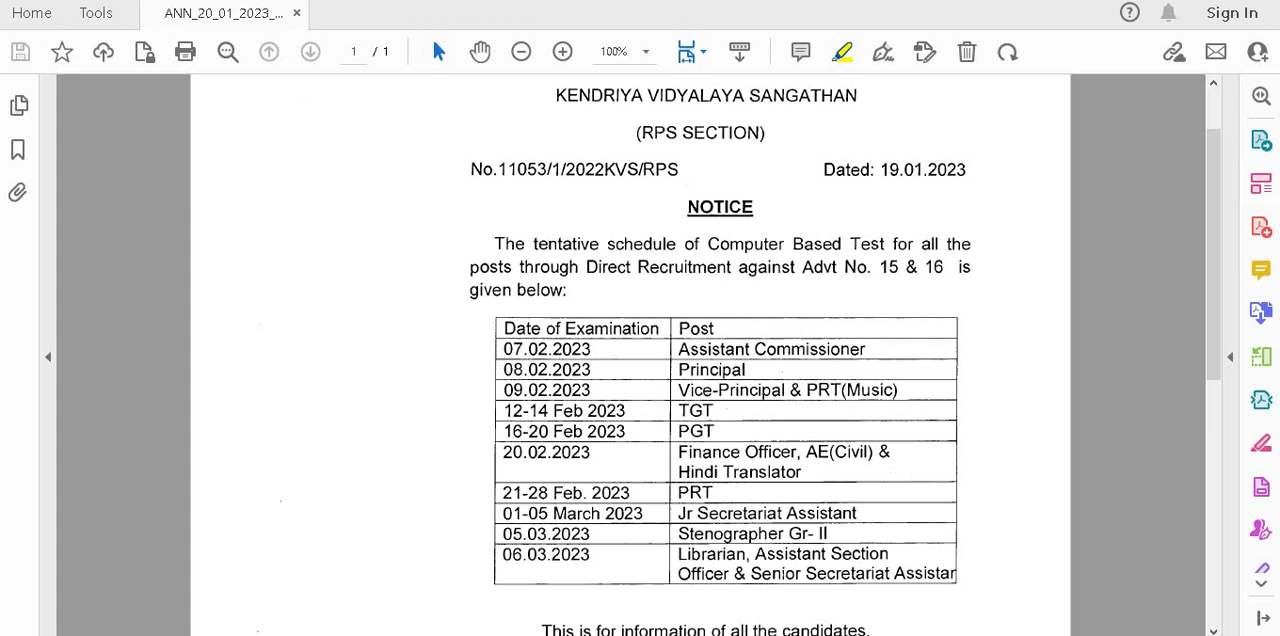 Home Tools ANN_20_01_2023_... × Sign In
1 / 1 100%
KENDRIYA VIDYALAYA SANGATHAN
(RPS SECTION)
No.11053/1/2022KVS/RPS Dated: 19.01.2023
NOTICE
The tentative schedule of Computer Based Test for all the
posts through Direct Recruitment against Advt No. 15 & 16 is
given below:
Date of Examination Post
07.02.2023 Assistant Commissioner
08.02.2023 Principal
09.02.2023 Vice-Principal & PRT(Music)
12-14 Feb 2023 TGT
16-20 Feb 2023 PGT
20.02.2023 Finance Officer, AE(Civil) &
Hindi Translator
21-28 Feb. 2023 PRT
01-05 March 2023 Jr Secretariat Assistant
05.03.2023 Stenographer Gr- II
06.03.2023 Librarian, Assistant Section
Officer & Senior Secretariat Assistar
This is for information of all the candidates.